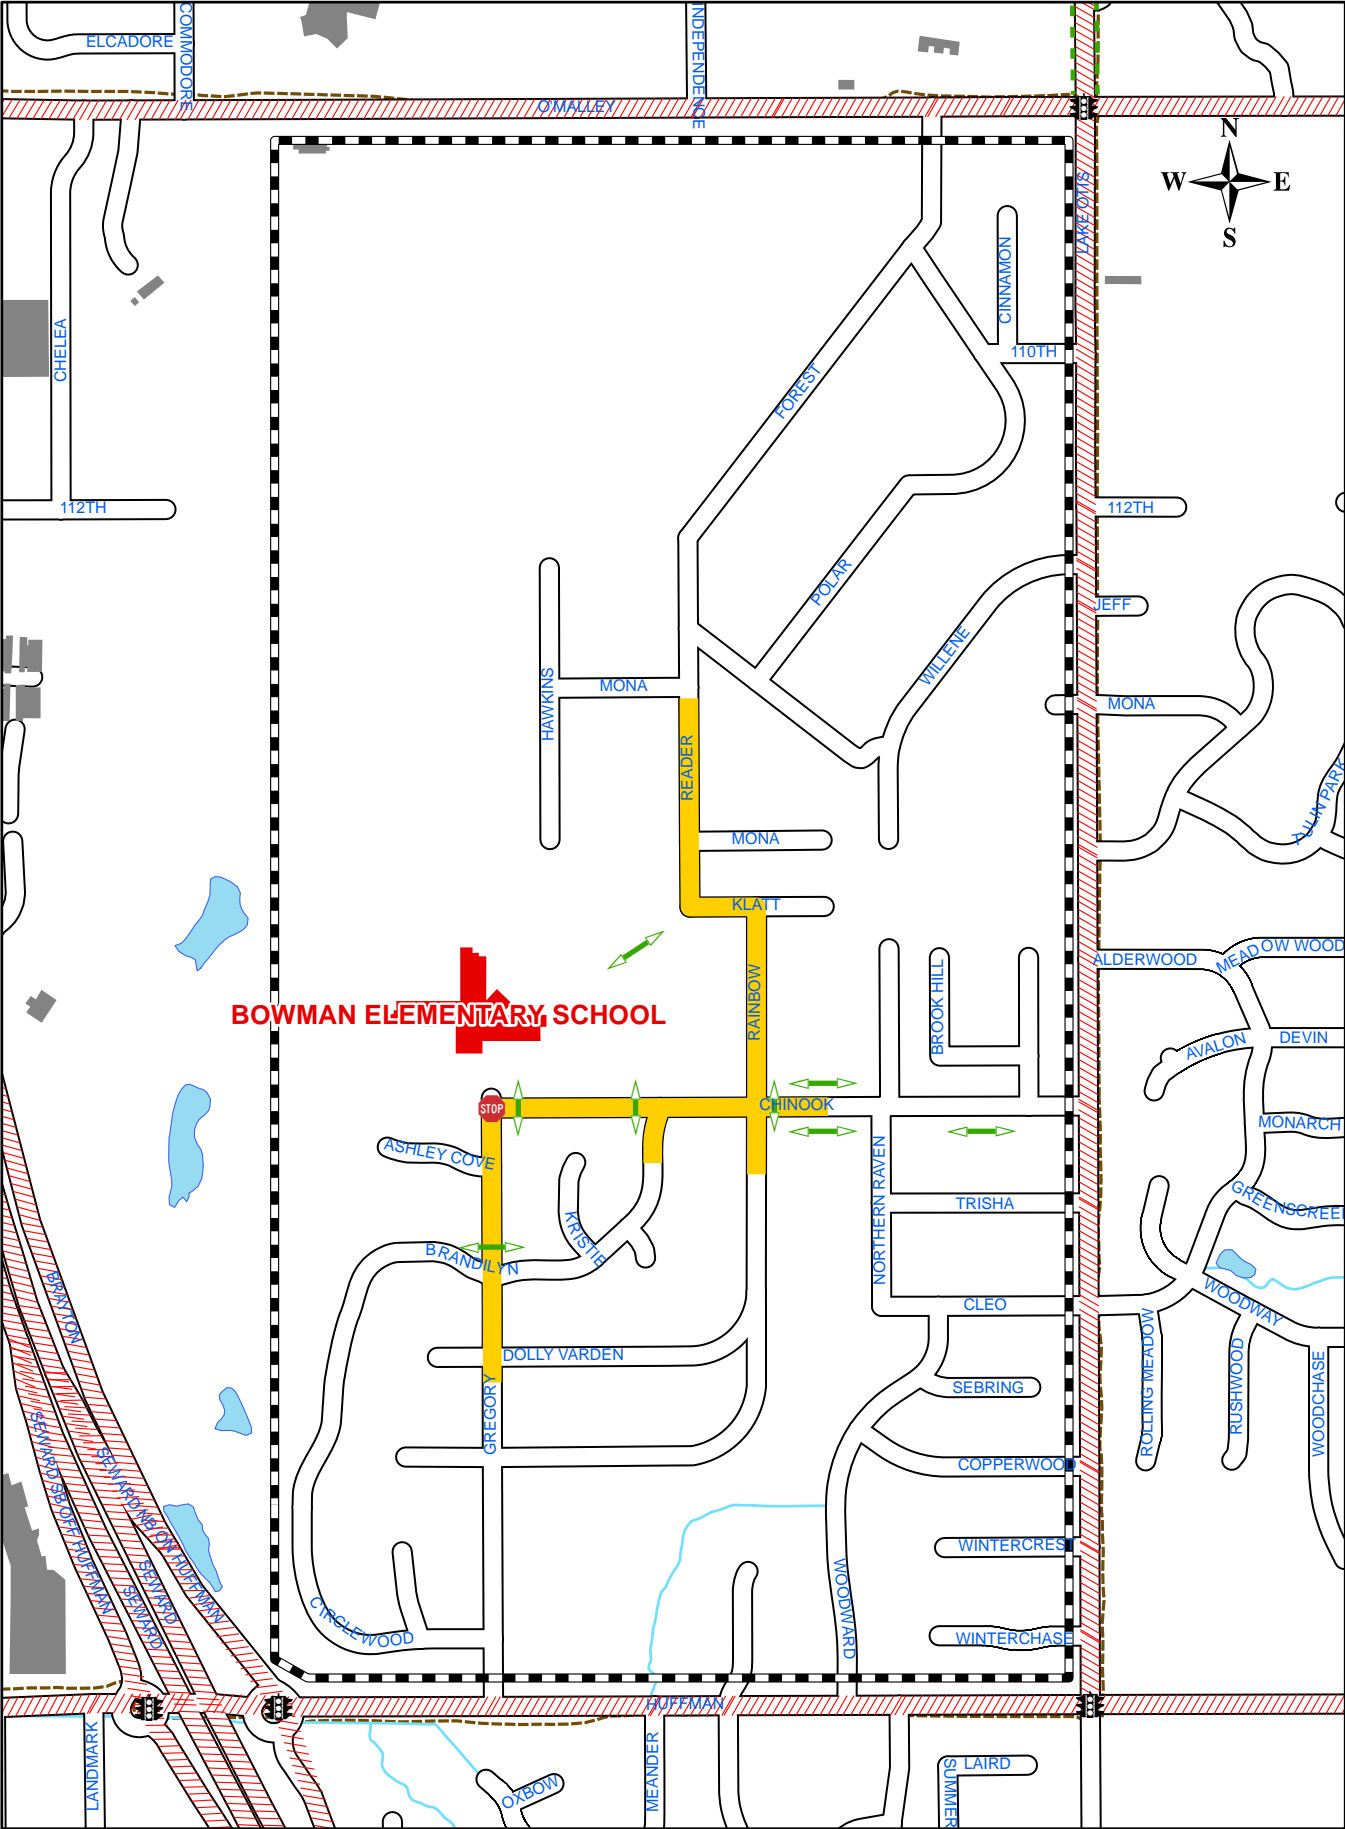 COMMODORE
INDEPENDENCE
ELCADORE
O'MALLEY
N
W E
S
LAKE OTIS
CINNAMON
CHELEA
110TH
FOREST
112TH
112TH
POLAR
JEFF
WILLENE
HAWKINS
MONA
MONA
READER
TULIN PARK
MONA
KLATT
MEADOW WOOD
ALDERWOOD
RAINBOW
BROOK HILL
BOWMAN ELEMENTARY SCHOOL
DEVIN
AVALON
STOP
CHINOOK
MONARCH
ASHLEY COVE
NORTHERN RAVEN
TRISHA
GREENSCREE
KRISTIE
BRANDILYN
BRAYTON
CLEO
WOODWAY
DOLLY VARDEN
ROLLING MEADOW
RUSHWOOD
WOODCHASE
SEBRING
GREGORY
SEWARD SB OFF HUFFMAN
SEWARD NB ON HUFFMAN
COPPERWOOD
WINTERCREST
SEWARD
SEWARD
WOODWARD
CIRCLEWOOD
WINTERCHASE
HUFFMAN
LANDMARK
MEANDER
OXBOW
LAIRD
SUMMER